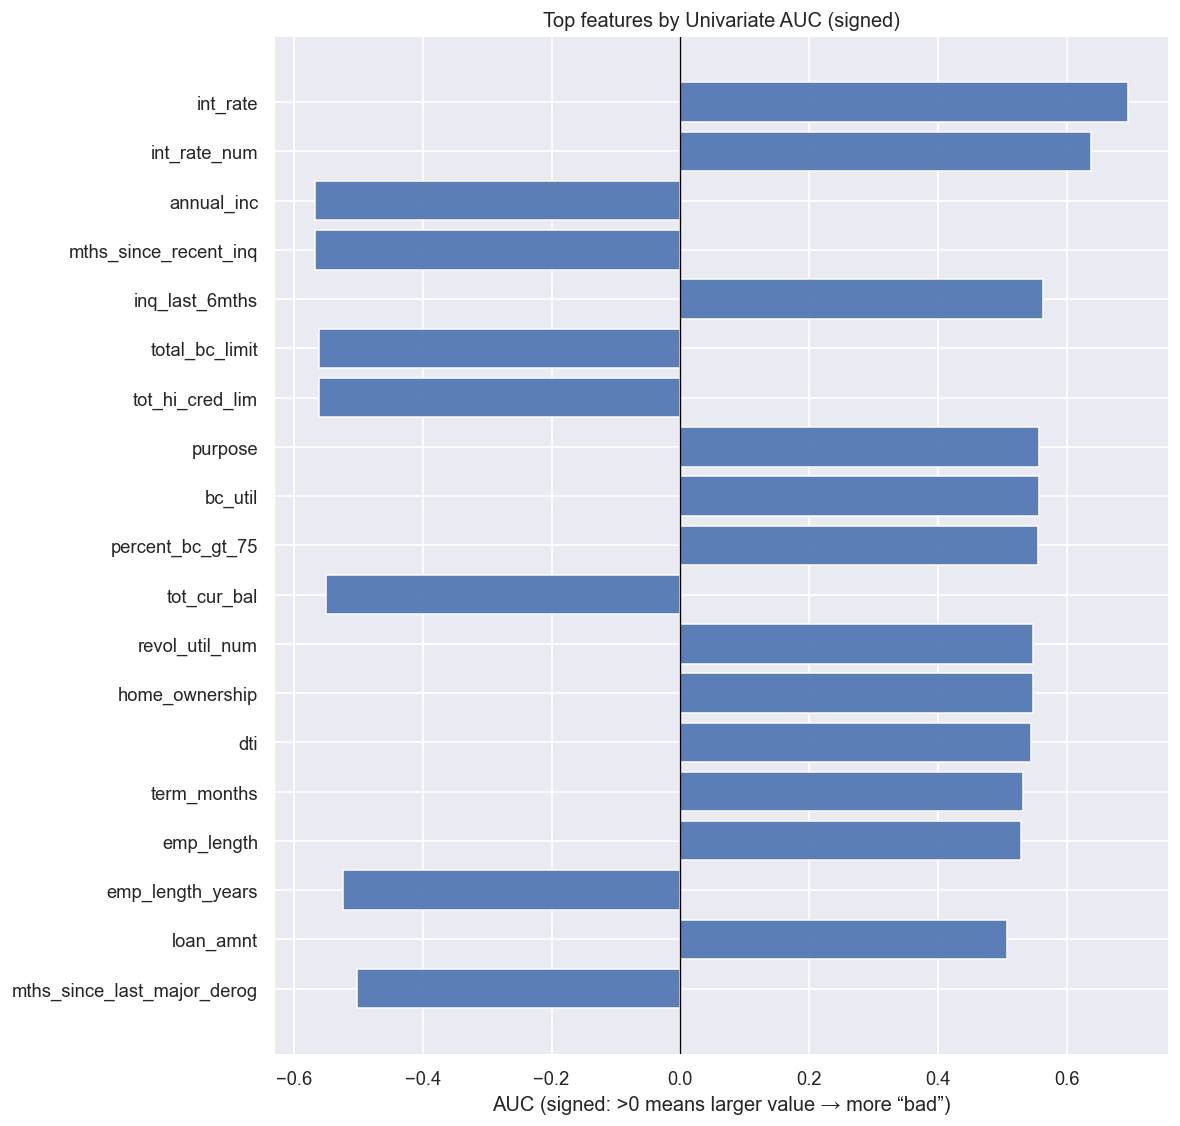 Top features by Univariate AUC (signed)
int_rate
int_rate_num
annual_inc
mths_since_recent_inq
inq_last_6mths
total_bc_limit
tot_hi_cred_lim
purpose
bc_util
percent_bc_gt_75
tot_cur_bal
revol_util_num
home_ownership
dti
term_months
emp_length
emp_length_years
loan_amnt
mths_since_last_major_derog
−0.6 −0.4 −0.2 0.0 0.2 0.4 0.6
AUC (signed: >0 means larger value → more “bad”)